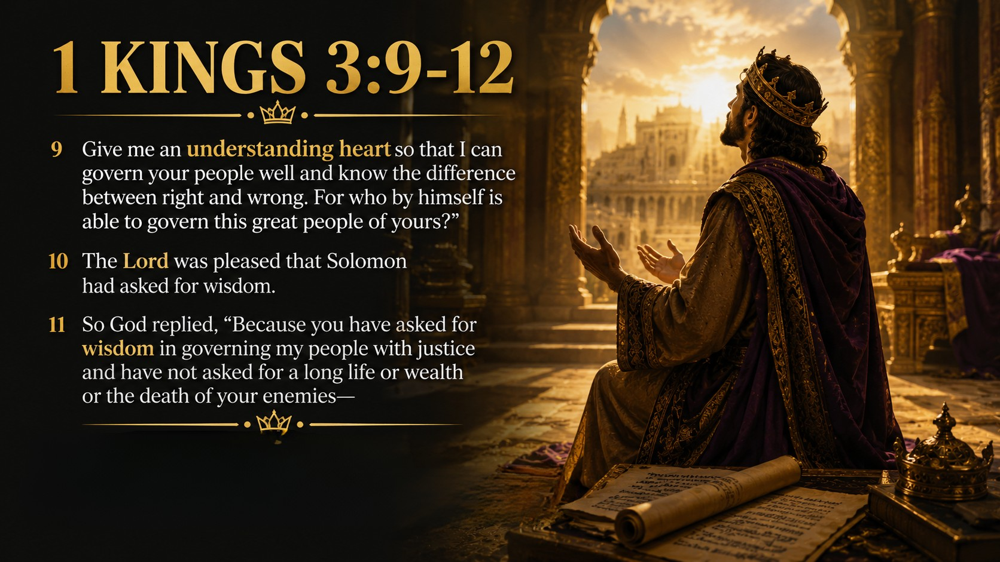 1 KINGS 3:9-12
9 Give me an understanding heart so that I can
govern your people well and know the difference
between right and wrong. For who by himself is
able to govern this great people of yours?”
10 The Lord was pleased that Solomon
had asked for wisdom.
11 So God replied, “Because you have asked for
wisdom in governing my people with justice
and have not asked for a long life or wealth
or the death of your enemies—